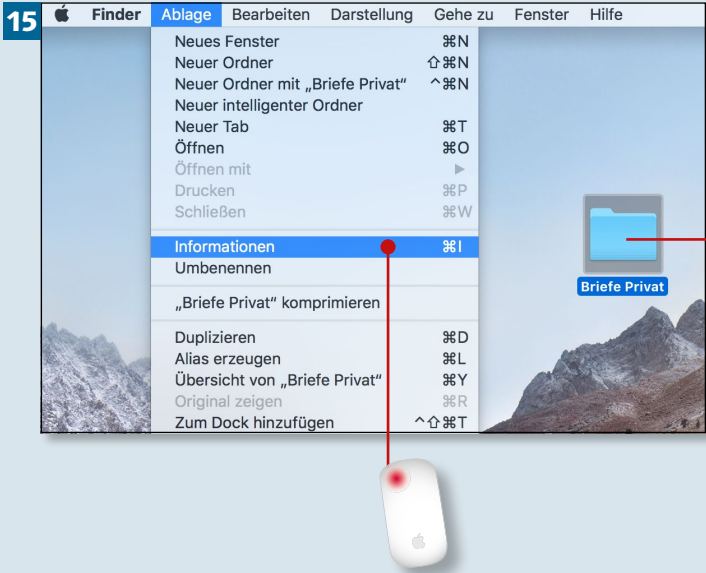 15
Finder Ablage Bearbeiten Darstellung Gehe zu Fenster Hilfe
Neues Fenster ⌘N
Neuer Ordner ⇧⌘N
Neuer Ordner mit „Briefe Privat“ ^⌘N
Neuer intelligenter Ordner
Neuer Tab ⌘T
Öffnen ⌘O
Öffnen mit ▶
Drucken ⌘P
Schließen ⌘W
Informationen ⌘I
Umbenennen
„Briefe Privat“ komprimieren
Duplizieren ⌘D
Alias erzeugen ⌘L
Übersicht von „Briefe Privat“ ⌘Y
Original zeigen ⌘R
Zum Dock hinzufügen ^⇧⌘T
Briefe Privat